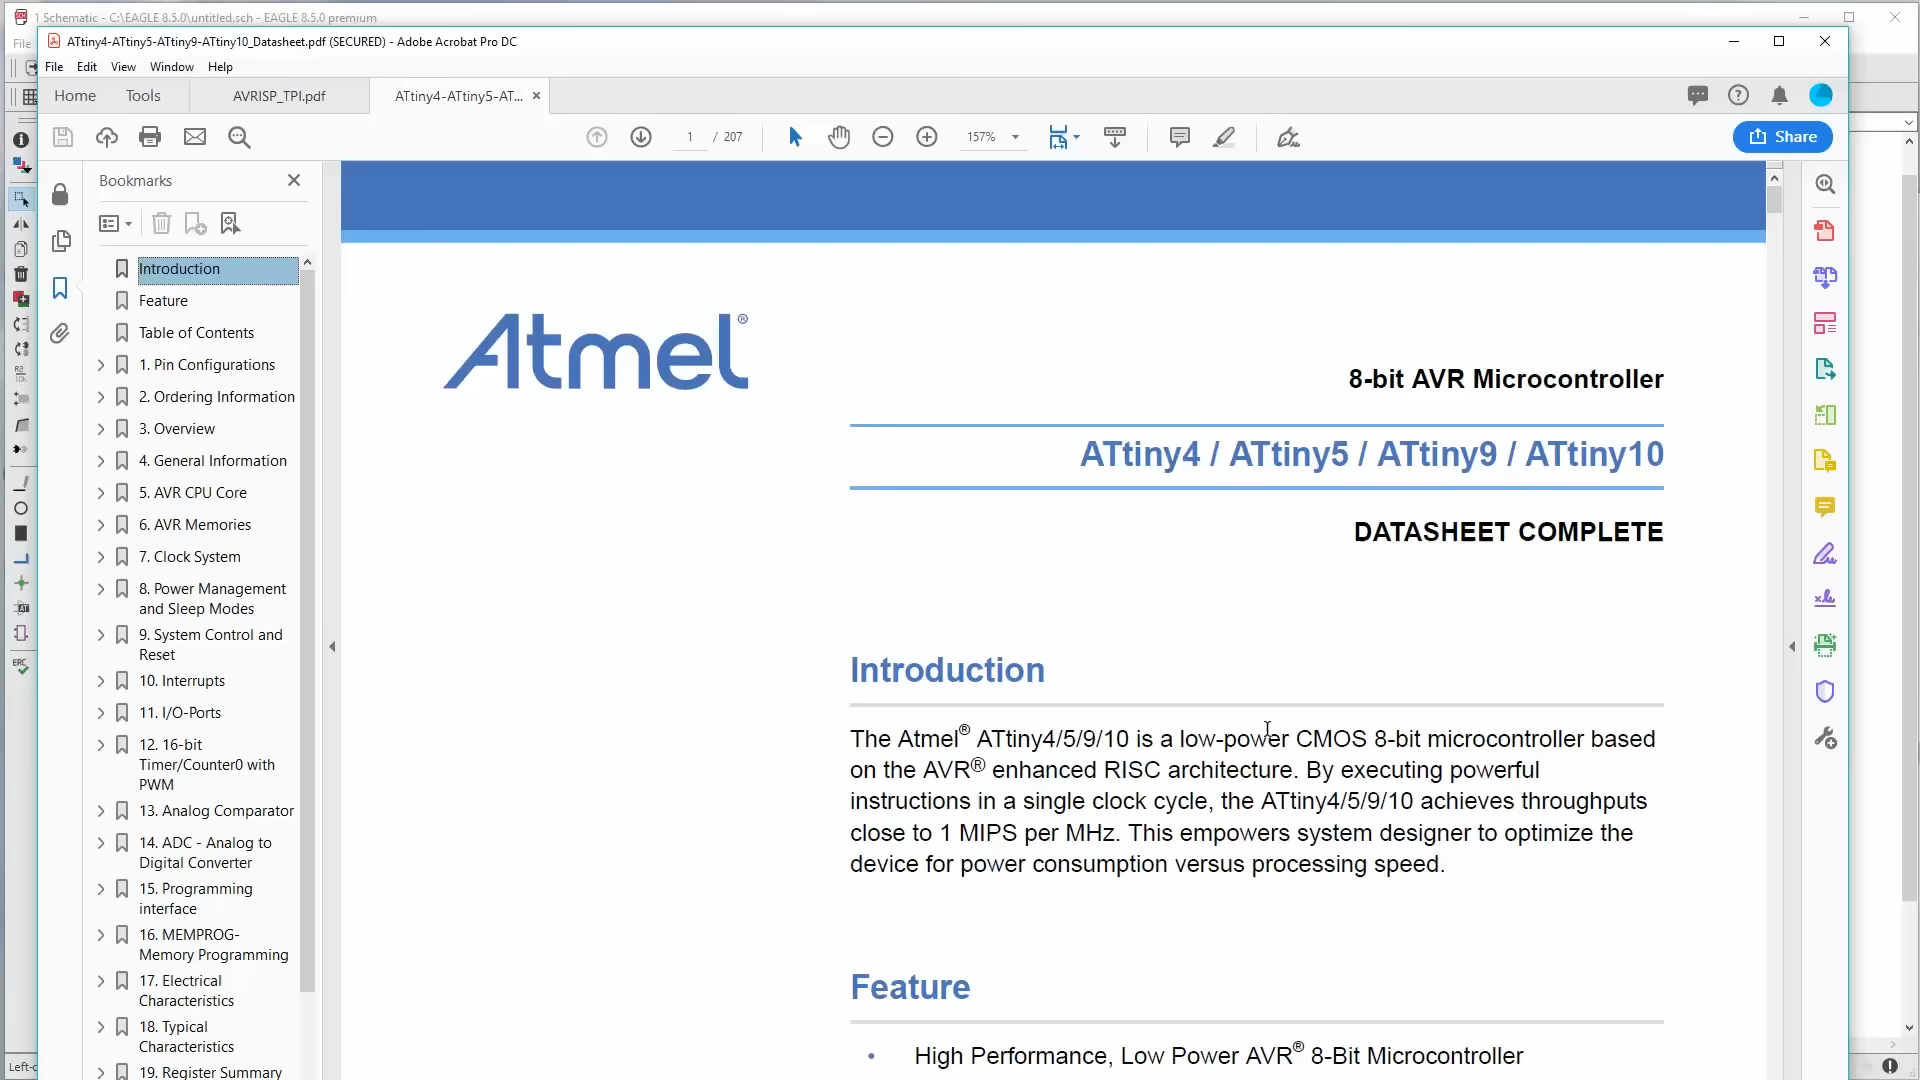 1 Schematic - C:\EAGLE 8.5.0\untitled.sch - EAGLE 8.5.0 premium
File
ATtiny4-ATtiny5-ATtiny9-ATtiny10_Datasheet.pdf (SECURED) - Adobe Acrobat Pro DC
File Edit View Window Help
Home Tools AVRISP_TPI.pdf ATtiny4-ATtiny5-AT...
1 / 207 157% Share
Bookmarks
Introduction
Feature
Table of Contents
1. Pin Configurations
2. Ordering Information
3. Overview
4. General Information
5. AVR CPU Core
6. AVR Memories
7. Clock System
8. Power Management
and Sleep Modes
9. System Control and
Reset
10. Interrupts
11. I/O-Ports
12. 16-bit
Timer/Counter0 with
PWM
13. Analog Comparator
14. ADC - Analog to
Digital Converter
15. Programming
interface
16. MEMPROG-
Memory Programming
17. Electrical
Characteristics
18. Typical
Characteristics
19. Register Summary
ERC
Left-c
Atmel®
8-bit AVR Microcontroller
ATtiny4 / ATtiny5 / ATtiny9 / ATtiny10
DATASHEET COMPLETE
Introduction
The Atmel® ATtiny4/5/9/10 is a low-power CMOS 8-bit microcontroller based
on the AVR® enhanced RISC architecture. By executing powerful
instructions in a single clock cycle, the ATtiny4/5/9/10 achieves throughputs
close to 1 MIPS per MHz. This empowers system designer to optimize the
device for power consumption versus processing speed.
Feature
• High Performance, Low Power AVR® 8-Bit Microcontroller